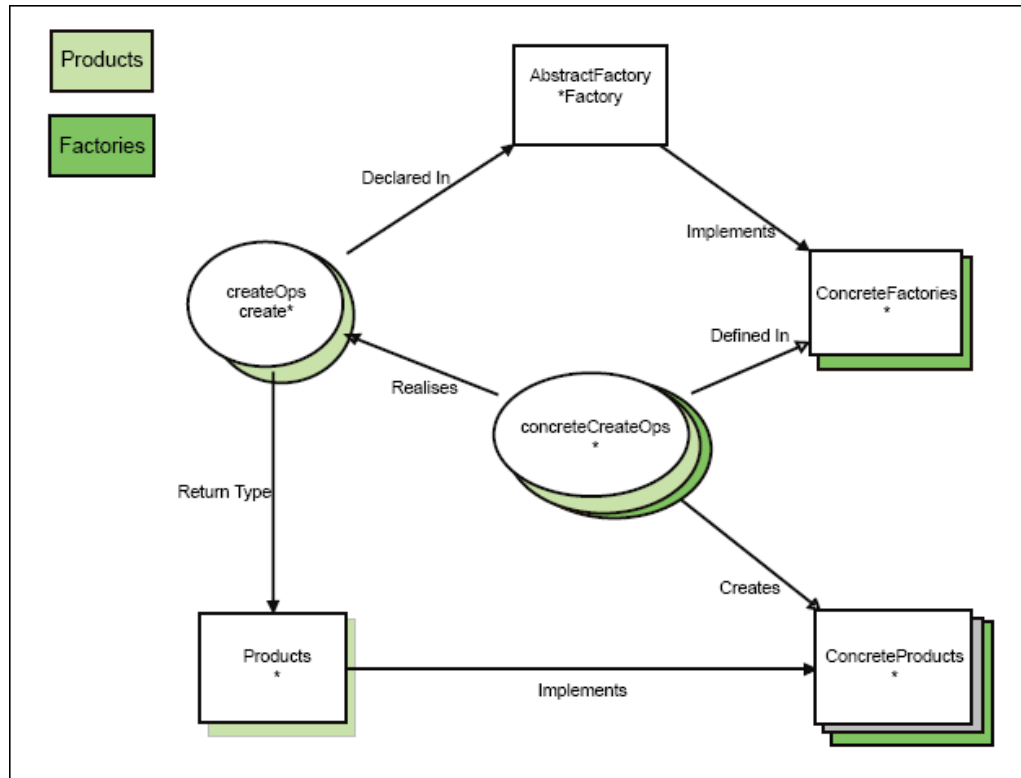 Products
Factories
AbstractFactory
*Factory
Declared In
Implements
createOps
create*
ConcreteFactories
*
Defined In
Realises
concreteCreateOps
*
Return Type
Creates
Products
*
ConcreteProducts
*
Implements